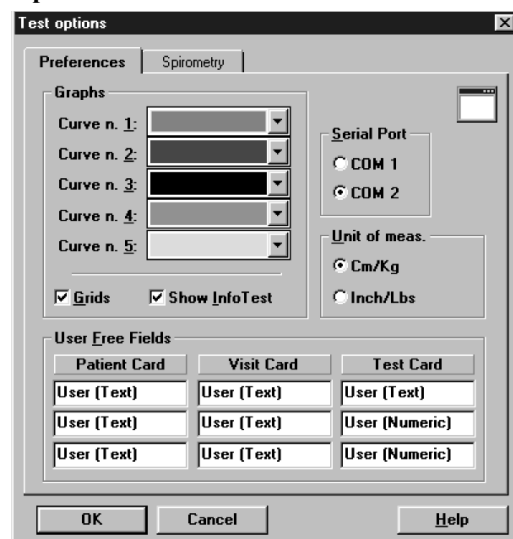 Test options
Preferences
Spirometry
Graphs
Curve n. 1:
Curve n. 2:
Curve n. 3:
Curve n. 4:
Curve n. 5:
Grids
Show InfoTest
Serial Port
COM 1
COM 2
Unit of meas.
Cm/Kg
Inch/Lbs
User Free Fields
Patient Card Visit Card Test Card
User (Text) User (Text) User (Text)
User (Text) User (Text) User (Numeric)
User (Text) User (Text) User (Numeric)
OK Cancel Help